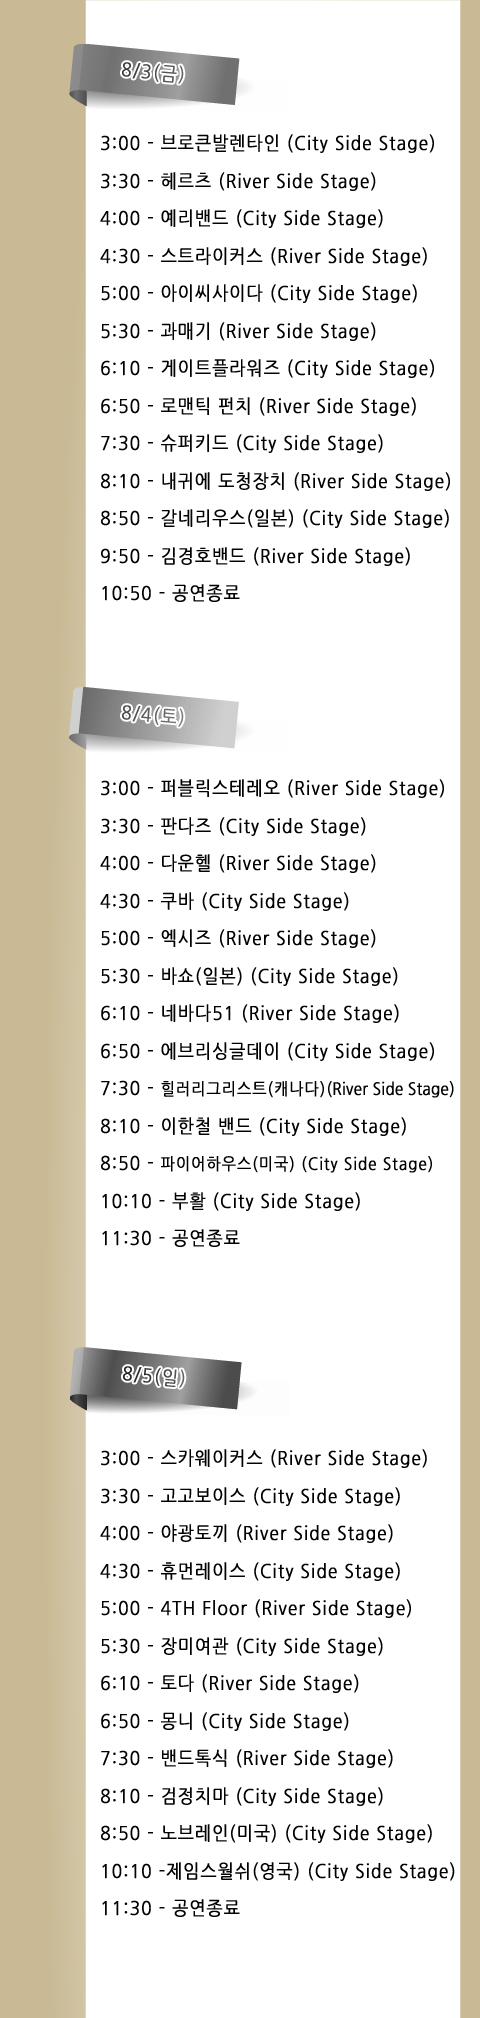 8/3(금)
3:00 - 브로큰발렌타인 (City Side Stage)
3:30 - 헤르츠 (River Side Stage)
4:00 - 예리밴드 (City Side Stage)
4:30 - 스트라이커스 (River Side Stage)
5:00 - 아이씨사이다 (City Side Stage)
5:30 - 과매기 (River Side Stage)
6:10 - 게이트플라워즈 (City Side Stage)
6:50 - 로맨틱 펀치 (River Side Stage)
7:30 - 슈퍼키드 (City Side Stage)
8:10 - 내귀에 도청장치 (River Side Stage)
8:50 - 갈네리우스(일본) (City Side Stage)
9:50 - 김경호밴드 (River Side Stage)
10:50 - 공연종료
8/4(토)
3:00 - 퍼블릭스테레오 (River Side Stage)
3:30 - 판다즈 (City Side Stage)
4:00 - 다운헬 (River Side Stage)
4:30 - 쿠바 (City Side Stage)
5:00 - 엑시즈 (River Side Stage)
5:30 - 바쇼(일본) (City Side Stage)
6:10 - 네바다51 (River Side Stage)
6:50 - 에브리싱글데이 (City Side Stage)
7:30 - 힐러리그리스트(캐나다)(River Side Stage)
8:10 - 이한철 밴드 (City Side Stage)
8:50 - 파이어하우스(미국) (City Side Stage)
10:10 - 부활 (City Side Stage)
11:30 - 공연종료
8/5(일)
3:00 - 스카웨이커스 (River Side Stage)
3:30 - 고고보이스 (City Side Stage)
4:00 - 야광토끼 (River Side Stage)
4:30 - 휴먼레이스 (City Side Stage)
5:00 - 4TH Floor (River Side Stage)
5:30 - 장미여관 (City Side Stage)
6:10 - 토다 (River Side Stage)
6:50 - 몽니 (City Side Stage)
7:30 - 밴드톡식 (River Side Stage)
8:10 - 검정치마 (City Side Stage)
8:50 - 노브레인(미국) (City Side Stage)
10:10 -제임스월쉬(영국) (City Side Stage)
11:30 - 공연종료